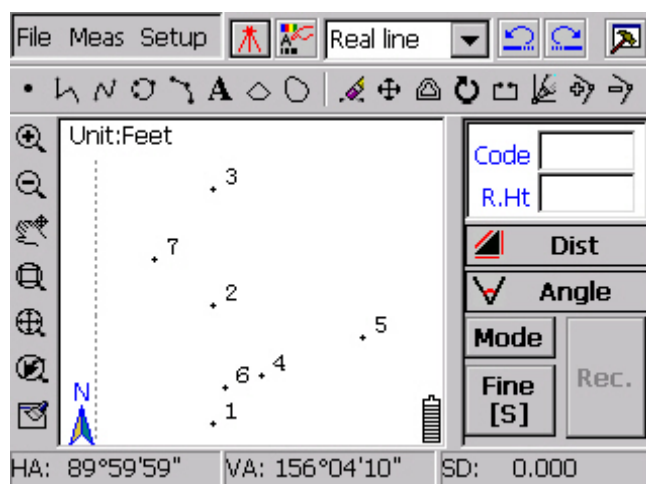 File Meas Setup Real line
A
Unit:Feet
Code
R.Ht
3
7
Dist
2
Angle
5
Mode
6 4
Rec.
N
Fine
[S]
1
HA: 89°59'59" VA: 156°04'10" SD: 0.000